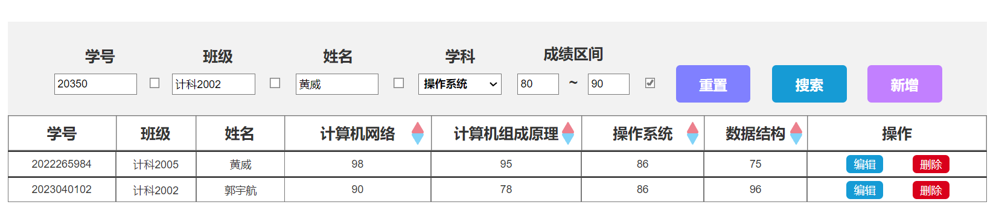 学号 班级 姓名 学科 成绩区间
20350 计科2002 黄威 操作系统 80 ~ 90 重置 搜索 新增
学号 班级 姓名 计算机网络 计算机组成原理 操作系统 数据结构 操作
2022265984 计科2005 黄威 98 95 86 75 编辑 删除
2023040102 计科2002 郭宇航 90 78 86 96 编辑 删除